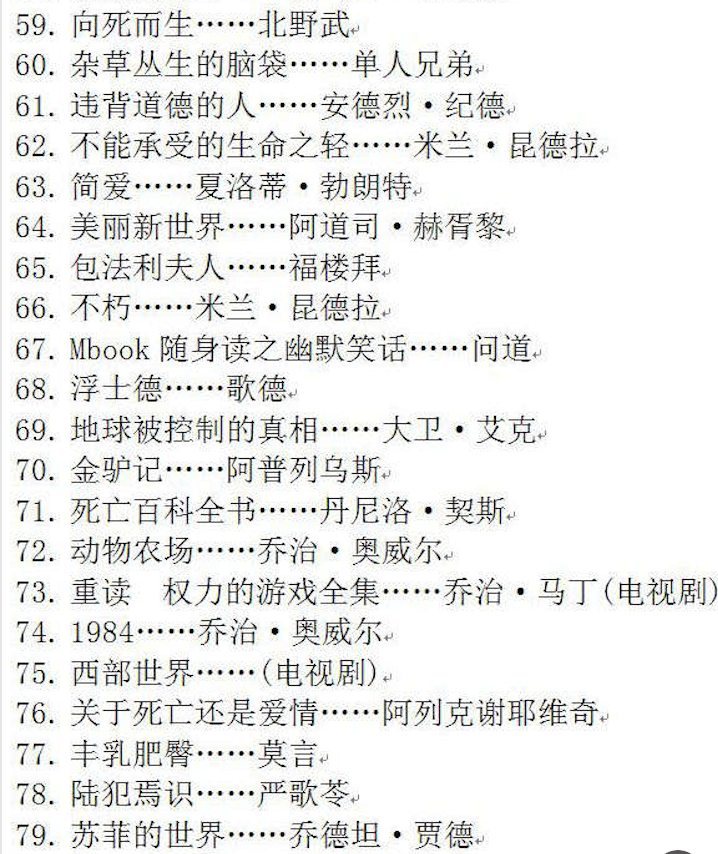 59. 向死而生……北野武
60. 杂草丛生的脑袋……单人兄弟
61. 违背道德的人……安德烈·纪德
62. 不能承受的生命之轻……米兰·昆德拉
63. 简爱……夏洛蒂·勃朗特
64. 美丽新世界……阿道司·赫胥黎
65. 包法利夫人……福楼拜
66. 不朽……米兰·昆德拉
67. Mbook 随身读之幽默笑话……问道
68. 浮士德……歌德
69. 地球被控制的真相……大卫·艾克
70. 金驴记……阿普列乌斯
71. 死亡百科全书……丹尼洛·契斯
72. 动物农场……乔治·奥威尔
73. 重读　权力的游戏全集……乔治·马丁(电视剧)
74. 1984……乔治·奥威尔
75. 西部世界……(电视剧)
76. 关于死亡还是爱情……阿列克谢耶维奇
77. 丰乳肥臀……莫言
78. 陆犯焉识……严歌苓
79. 苏菲的世界……乔德坦·贾德